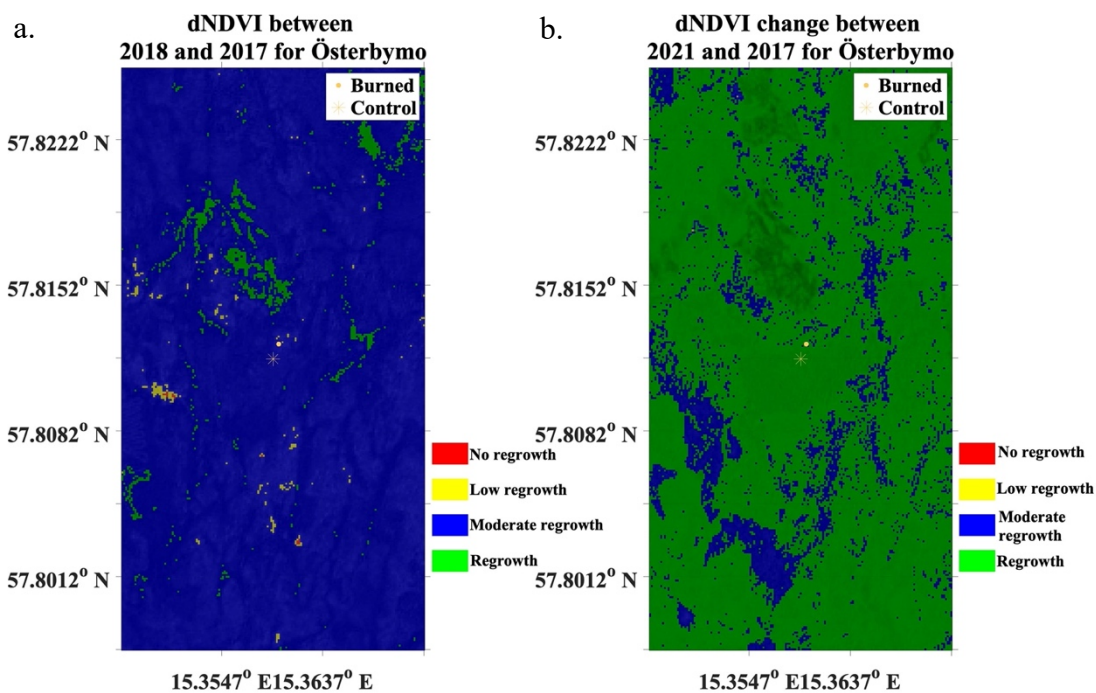 a.
dNDVI between
2018 and 2017 for Österbymo
Burned
Control
57.8222° N
57.8152° N
57.8082° N
57.8012° N
15.3547° E15.3637° E
No regrowth
Low regrowth
Moderate regrowth
Regrowth
b.
dNDVI change between
2021 and 2017 for Österbymo
Burned
Control
57.8222° N
57.8152° N
57.8082° N
57.8012° N
15.3547° E15.3637° E
No regrowth
Low regrowth
Moderate
regrowth
Regrowth